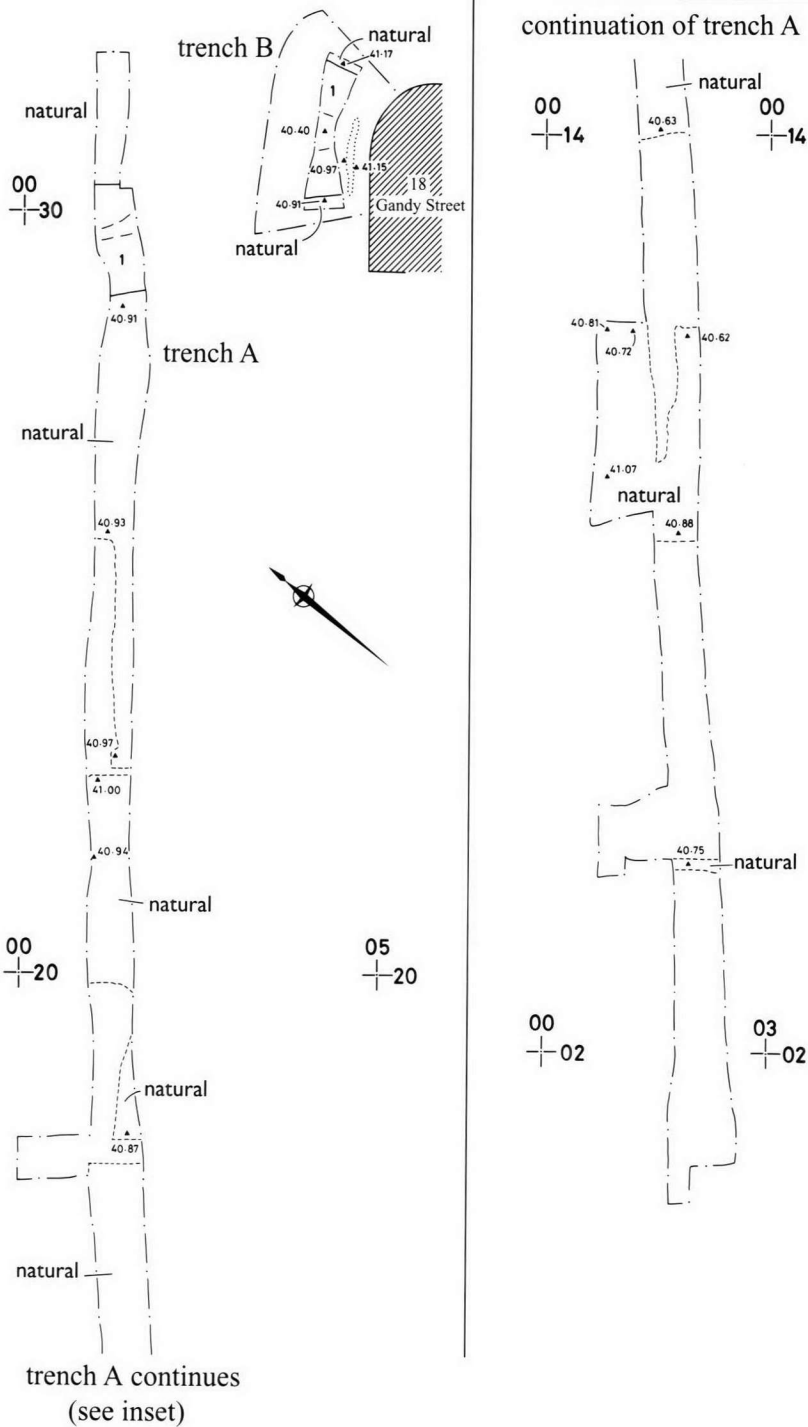 trench B
natural
41·17
1
40·40
40·97
41·15
40·91
natural
18
Gandy Street
natural
00
30
1
40·91
trench A
natural
40·93
40·97
41·00
40·94
natural
00
20
05
20
natural
40·87
natural
trench A continues
(see inset)
continuation of trench A
natural
00
14
40·63
00
14
40·81
40·72
40·62
41·07
natural
40·88
40·75
natural
00
02
03
02